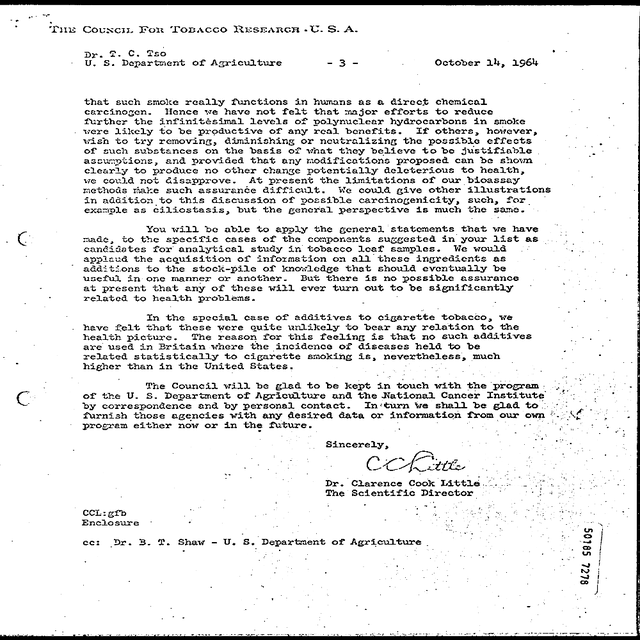 THE COUNCIL FOR TOBACCO RESEARCH - U. S. A.
Dr. T. C. Tso
U. S. Department of Agriculture - 3 - October 14, 1964
that such smoke really functions in humans as a direct chemical
carcinogen. Hence we have not felt that major efforts to reduce
further the infinitesimal levels of polynuclear hydrocarbons in smoke
were likely to be productive of any real benefits. If others, however,
wish to try removing, diminishing or neutralising the possible effects
of such substances on the basis of what they believe to be justifiable
assumptions, and provided that any modifications proposed can be shown
clearly to produce no other change potentially deleterious to health,
we could not disapprove. At present the limitations of our bioassay
methods make such assurance difficult. We could give other illustrations
in addition to this discussion of possible carcinogenicity, such, for
example as ciliostasis, but the general perspective is much the same.
You will be able to apply the general statements that we have
made, to the specific cases of the components suggested in your list as
candidates for analytical study in tobacco leaf samples. We would
applaud the acquisition of information on all these ingredients as
additions to the stock-pile of knowledge that should eventually be
useful in one manner or another. But there is no possible assurance
at present that any of these will ever turn out to be significantly
related to health problems.
In the special case of additives to cigarette tobacco, we
have felt that these were quite unlikely to bear any relation to the
health picture. The reason for this feeling is that no such additives
are used in Britain where the incidence of diseases held to be
related statistically to cigarette smoking is, nevertheless, much
higher than in the United States.
The Council will be glad to be kept in touch with the program
of the U. S. Department of Agriculture and the National Cancer Institute
by correspondence and by personal contact. In turn we shall be glad to
furnish those agencies with any desired data or information from our own
program either now or in the future.
Sincerely,
CCLittle
Dr. Clarence Cook Little
The Scientific Director
CCL:gfb
Enclosure
cc: Dr. B. T. Shaw - U. S. Department of Agriculture
50185 7278